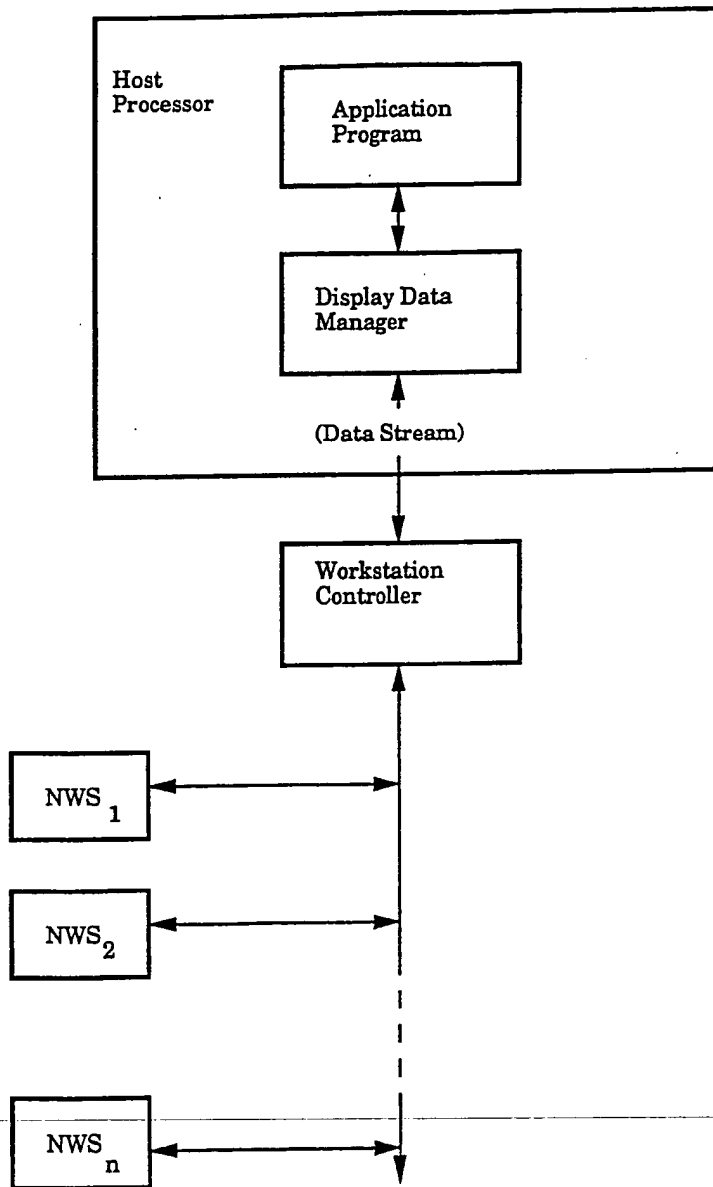 Host
Processor
Application
Program
Display Data
Manager
(Data Stream)
Workstation
Controller
NWS 1
NWS 2
NWS n